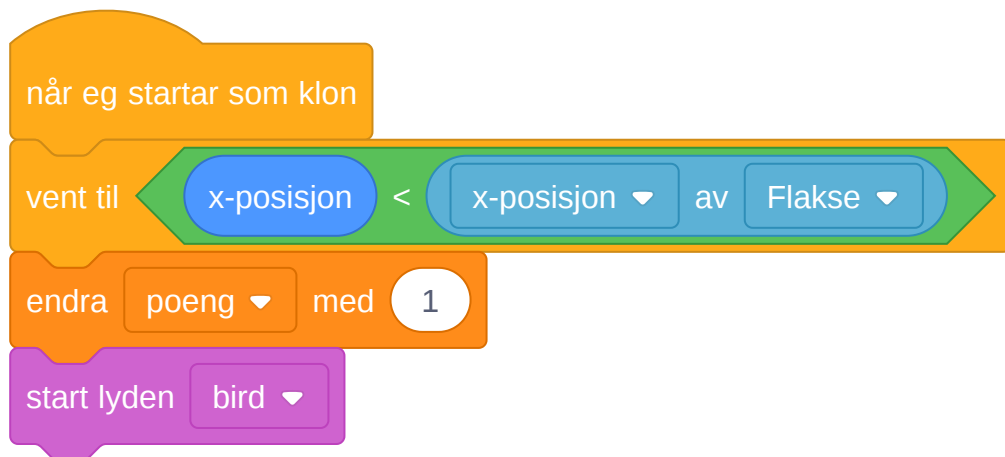 når eg startar som klon
vent til x-posisjon < x-posisjon av Flakse
endra poeng med 1
start lyden bird